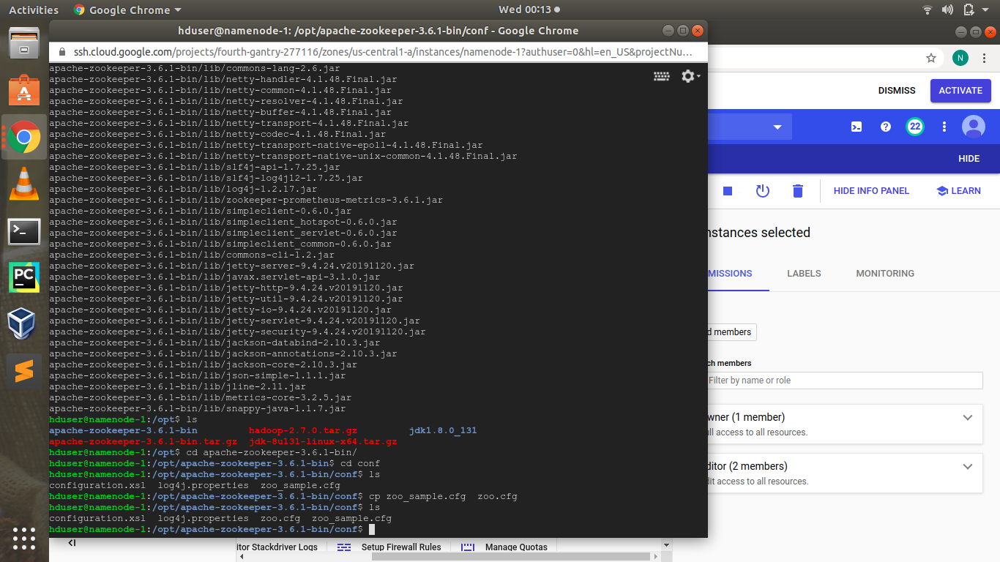 Activities Google Chrome Wed 00:13
hduser@namenode-1: /opt/apache-zookeeper-3.6.1-bin/conf - Google Chrome
ssh.cloud.google.com/projects/fourth-gantry-277116/zones/us-central1-a/instances/namenode-1?authuser=0&hl=en_US&projectNu...
apache-zookeeper-3.6.1-bin/lib/commons-lang-2.6.jar
apache-zookeeper-3.6.1-bin/lib/netty-handler-4.1.48.Final.jar
apache-zookeeper-3.6.1-bin/lib/netty-common-4.1.48.Final.jar
apache-zookeeper-3.6.1-bin/lib/netty-resolver-4.1.48.Final.jar
apache-zookeeper-3.6.1-bin/lib/netty-buffer-4.1.48.Final.jar
apache-zookeeper-3.6.1-bin/lib/netty-transport-4.1.48.Final.jar
apache-zookeeper-3.6.1-bin/lib/netty-codec-4.1.48.Final.jar
apache-zookeeper-3.6.1-bin/lib/netty-transport-native-epoll-4.1.48.Final.jar
apache-zookeeper-3.6.1-bin/lib/netty-transport-native-unix-common-4.1.48.Final.jar
apache-zookeeper-3.6.1-bin/lib/slf4j-api-1.7.25.jar
apache-zookeeper-3.6.1-bin/lib/slf4j-log4j12-1.7.25.jar
apache-zookeeper-3.6.1-bin/lib/log4j-1.2.17.jar
apache-zookeeper-3.6.1-bin/lib/zookeeper-prometheus-metrics-3.6.1.jar
apache-zookeeper-3.6.1-bin/lib/simpleclient-0.6.0.jar
apache-zookeeper-3.6.1-bin/lib/simpleclient_hotspot-0.6.0.jar
apache-zookeeper-3.6.1-bin/lib/simpleclient_servlet-0.6.0.jar
apache-zookeeper-3.6.1-bin/lib/simpleclient_common-0.6.0.jar
apache-zookeeper-3.6.1-bin/lib/commons-cli-1.2.jar
apache-zookeeper-3.6.1-bin/lib/jetty-server-9.4.24.v20191120.jar
apache-zookeeper-3.6.1-bin/lib/javax.servlet-api-3.1.0.jar
apache-zookeeper-3.6.1-bin/lib/jetty-http-9.4.24.v20191120.jar
apache-zookeeper-3.6.1-bin/lib/jetty-util-9.4.24.v20191120.jar
apache-zookeeper-3.6.1-bin/lib/jetty-io-9.4.24.v20191120.jar
apache-zookeeper-3.6.1-bin/lib/jetty-servlet-9.4.24.v20191120.jar
apache-zookeeper-3.6.1-bin/lib/jetty-security-9.4.24.v20191120.jar
apache-zookeeper-3.6.1-bin/lib/jackson-databind-2.10.3.jar
apache-zookeeper-3.6.1-bin/lib/jackson-annotations-2.10.3.jar
apache-zookeeper-3.6.1-bin/lib/jackson-core-2.10.3.jar
apache-zookeeper-3.6.1-bin/lib/json-simple-1.1.1.jar
apache-zookeeper-3.6.1-bin/lib/jline-2.11.jar
apache-zookeeper-3.6.1-bin/lib/metrics-core-3.2.5.jar
apache-zookeeper-3.6.1-bin/lib/snappy-java-1.1.7.jar
hduser@namenode-1:/opt$ ls
apache-zookeeper-3.6.1-bin hadoop-2.7.0.tar.gz jdk1.8.0_131
apache-zookeeper-3.6.1-bin.tar.gz jdk-8u131-linux-x64.tar.gz
hduser@namenode-1:/opt$ cd apache-zookeeper-3.6.1-bin/
hduser@namenode-1:/opt/apache-zookeeper-3.6.1-bin$ cd conf
hduser@namenode-1:/opt/apache-zookeeper-3.6.1-bin/conf$ ls
configuration.xsl log4j.properties zoo_sample.cfg
hduser@namenode-1:/opt/apache-zookeeper-3.6.1-bin/conf$ cp zoo_sample.cfg zoo.cfg
hduser@namenode-1:/opt/apache-zookeeper-3.6.1-bin/conf$ ls
configuration.xsl log4j.properties zoo.cfg zoo_sample.cfg
hduser@namenode-1:/opt/apache-zookeeper-3.6.1-bin/conf$
N
DISMISS ACTIVATE
22
HIDE
HIDE INFO PANEL LEARN
nstances selected
MISSIONS LABELS MONITORING
d members
ch members
Filter by name or role
wner (1 member)
ull access to all resources.
ditor (2 members)
dit access to all resources.
itor Stackdriver Logs Setup Firewall Rules Manage Quotas
PC